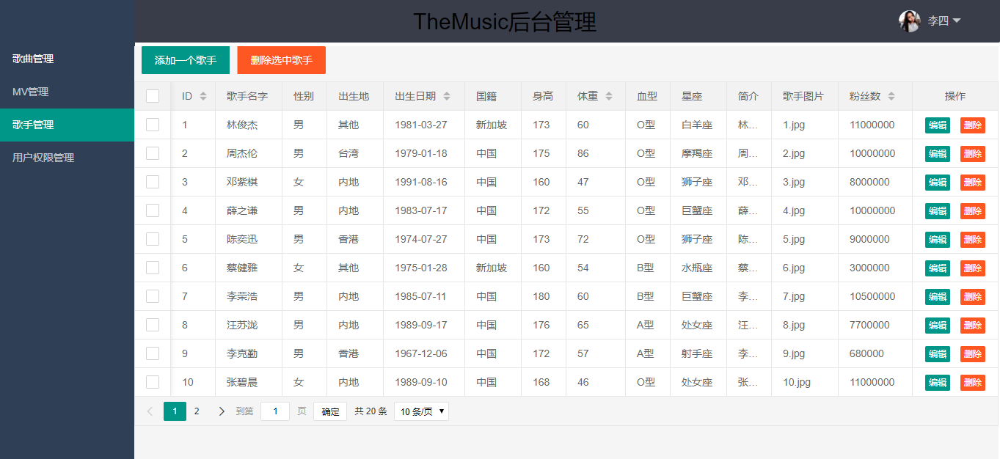 TheMusic后台管理
李四
歌曲管理
MV管理
歌手管理
用户权限管理
添加一个歌手 删除选中歌手
ID 歌手名字 性别 出生地 出生日期 国籍 身高 体重 血型 星座 简介 歌手图片 粉丝数 操作
1 林俊杰 男 其他 1981-03-27 新加坡 173 60 O型 白羊座 林... 1.jpg 11000000 编辑 删除
2 周杰伦 男 台湾 1979-01-18 中国 175 86 O型 摩羯座 周... 2.jpg 10000000 编辑 删除
3 邓紫棋 女 内地 1991-08-16 中国 160 47 O型 狮子座 邓... 3.jpg 8000000 编辑 删除
4 薛之谦 男 内地 1983-07-17 中国 172 55 O型 巨蟹座 薛... 4.jpg 10000000 编辑 删除
5 陈奕迅 男 香港 1974-07-27 中国 173 72 O型 狮子座 陈... 5.jpg 9000000 编辑 删除
6 蔡健雅 女 其他 1975-01-28 新加坡 160 54 B型 水瓶座 蔡... 6.jpg 3000000 编辑 删除
7 李荣浩 男 内地 1985-07-11 中国 180 60 B型 巨蟹座 李... 7.jpg 10500000 编辑 删除
8 汪苏泷 男 内地 1989-09-17 中国 176 65 A型 处女座 汪... 8.jpg 7700000 编辑 删除
9 李克勤 男 香港 1967-12-06 中国 172 57 A型 射手座 李... 9.jpg 680000 编辑 删除
10 张碧晨 女 内地 1989-09-10 中国 168 46 O型 处女座 张... 10.jpg 11000000 编辑 删除
1 2 到第 1 页 确定 共 20 条 10 条/页